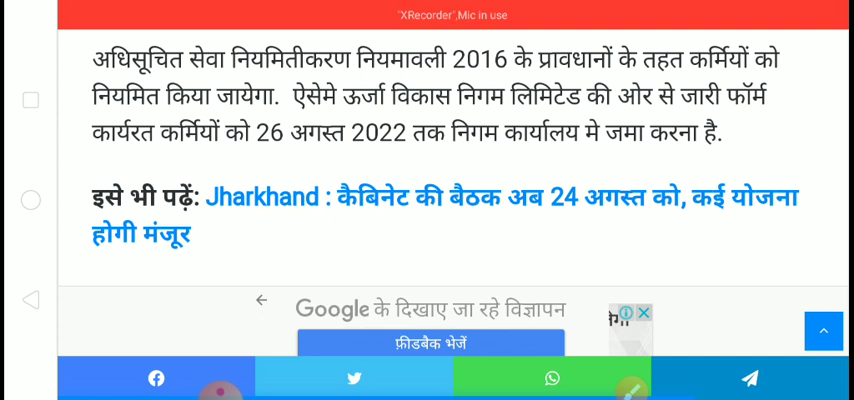 "XRecorder",Mic in use
अधिसूचित सेवा नियमितीकरण नियमावली 2016 के प्रावधानों के तहत कर्मियों को
नियमित किया जायेगा. ऐसेमे ऊर्जा विकास निगम लिमिटेड की ओर से जारी फॉर्म
कार्यरत कर्मियों को 26 अगस्त 2022 तक निगम कार्यालय मे जमा करना है.
इसे भी पढ़ें: Jharkhand : कैबिनेट की बैठक अब 24 अगस्त को, कई योजना
होगी मंजूर
Google के दिखाए जा रहे विज्ञापन
फ़ीडबैक भेजें